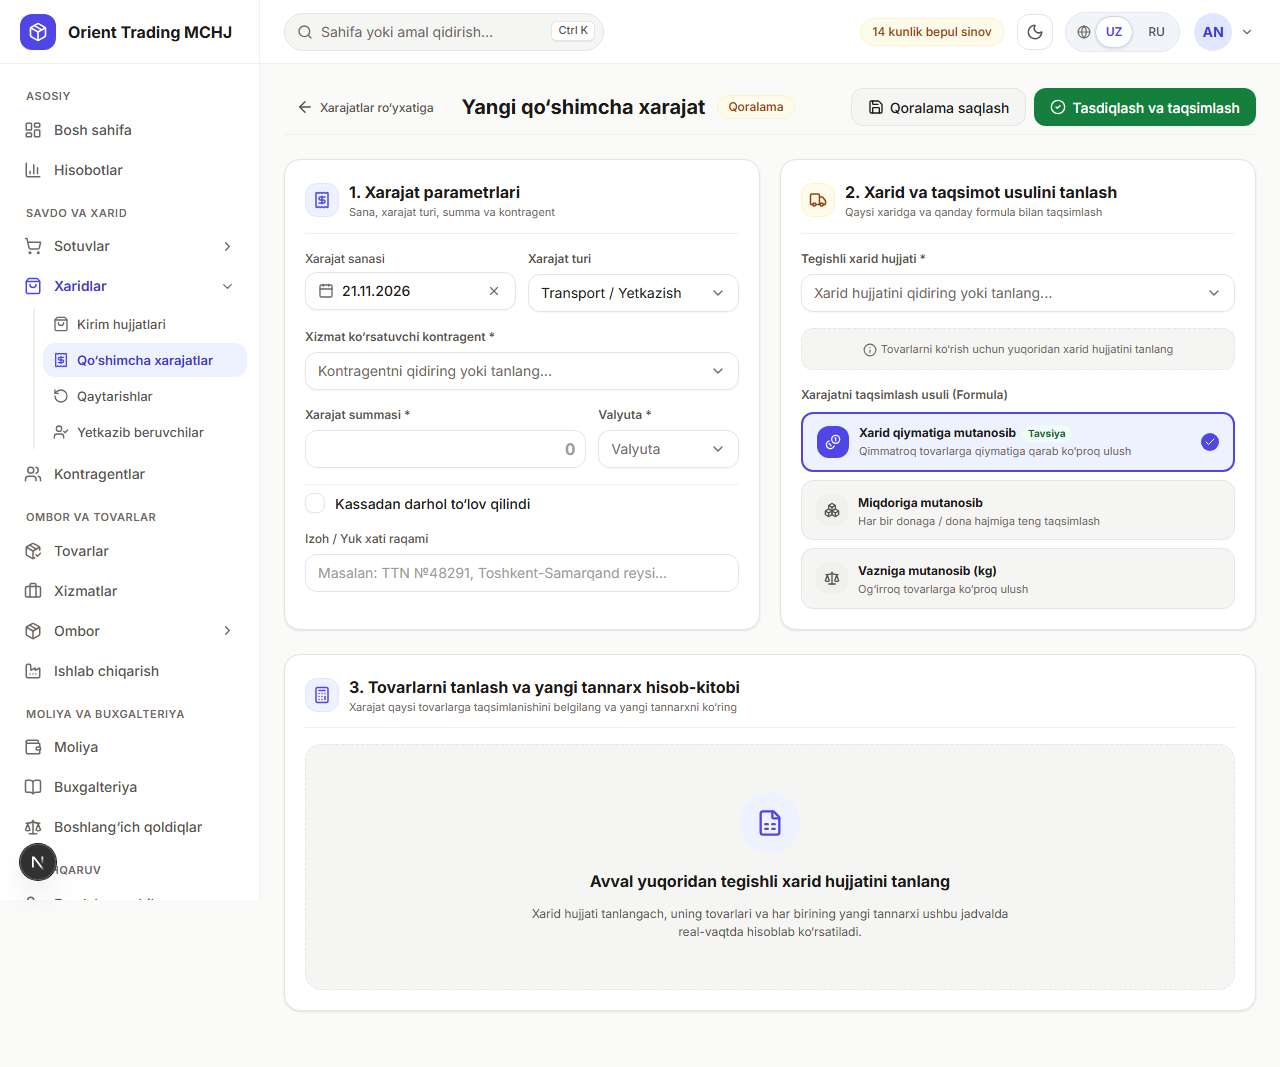 Orient Trading MCHJ
Sahifa yoki amal qidirish...
Ctrl K
14 kunlik bepul sinov
UZ
RU
AN
ASOSIY
Bosh sahifa
Hisobotlar
SAVDO VA XARID
Sotuvlar
Xaridlar
Kirim hujjatlari
Qo‘shimcha xarajatlar
Qaytarishlar
Yetkazib beruvchilar
Kontragentlar
OMBOR VA TOVARLAR
Tovarlar
Xizmatlar
Ombor
Ishlab chiqarish
MOLIYA VA BUXGALTERIYA
Moliya
Buxgalteriya
Boshlang‘ich qoldiqlar
N
Xarajatlar ro‘yxatiga
Yangi qo‘shimcha xarajat
Qoralama
Qoralama saqlash
Tasdiqlash va taqsimlash
1. Xarajat parametrlari
Sana, xarajat turi, summa va kontragent
Xarajat sanasi
Xarajat turi
21.11.2026
Transport / Yetkazish
Xizmat ko‘rsatuvchi kontragent *
Kontragentni qidiring yoki tanlang...
Xarajat summasi *
Valyuta *
0
Valyuta
Kassadan darhol to‘lov qilindi
Izoh / Yuk xati raqami
Masalan: TTN №48291, Toshkent-Samarqand reysi...
2. Xarid va taqsimot usulini tanlash
Qaysi xaridga va qanday formula bilan taqsimlash
Tegishli xarid hujjati *
Xarid hujjatini qidiring yoki tanlang...
Tovarlarni ko‘rish uchun yuqoridan xarid hujjatini tanlang
Xarajatni taqsimlash usuli (Formula)
Xarid qiymatiga mutanosib
Tavsiya
Qimmatroq tovarlarga qiymatiga qarab ko‘proq ulush
Miqdoriga mutanosib
Har bir donaga / dona hajmiga teng taqsimlash
Vazniga mutanosib (kg)
Og‘irroq tovarlarga ko‘proq ulush
3. Tovarlarni tanlash va yangi tannarx hisob-kitobi
Xarajat qaysi tovarlarga taqsimlanishini belgilang va yangi tannarxni ko‘ring
Avval yuqoridan tegishli xarid hujjatini tanlang
Xarid hujjati tanlangach, uning tovarlari va har birining yangi tannarxi ushbu jadvalda
real-vaqtda hisoblab ko‘rsatiladi.